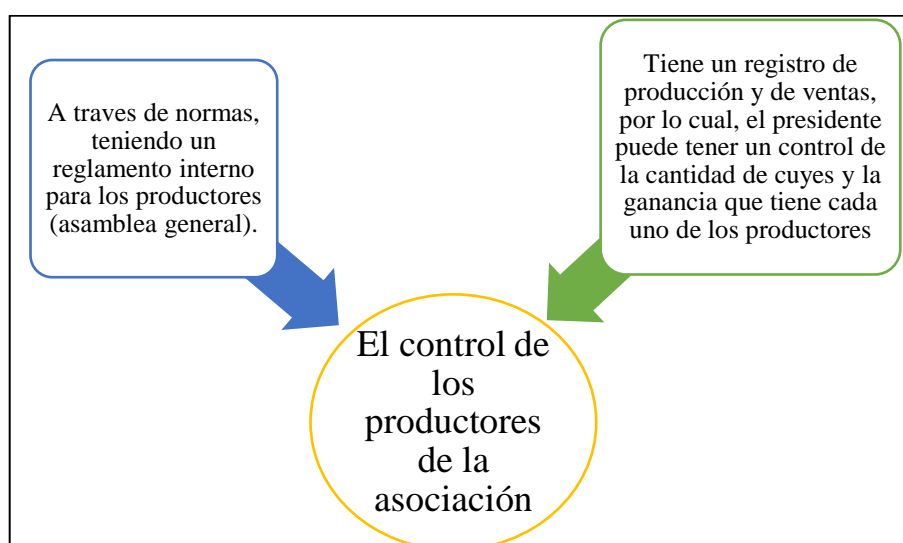 A traves de normas,
teniendo un
reglamento interno
para los productores
(asamblea general).
Tiene un registro de
producción y de ventas,
por lo cual, el presidente
puede tener un control de
la cantidad de cuyes y la
ganancia que tiene cada
uno de los productores
El control de
los
productores
de la
asociación